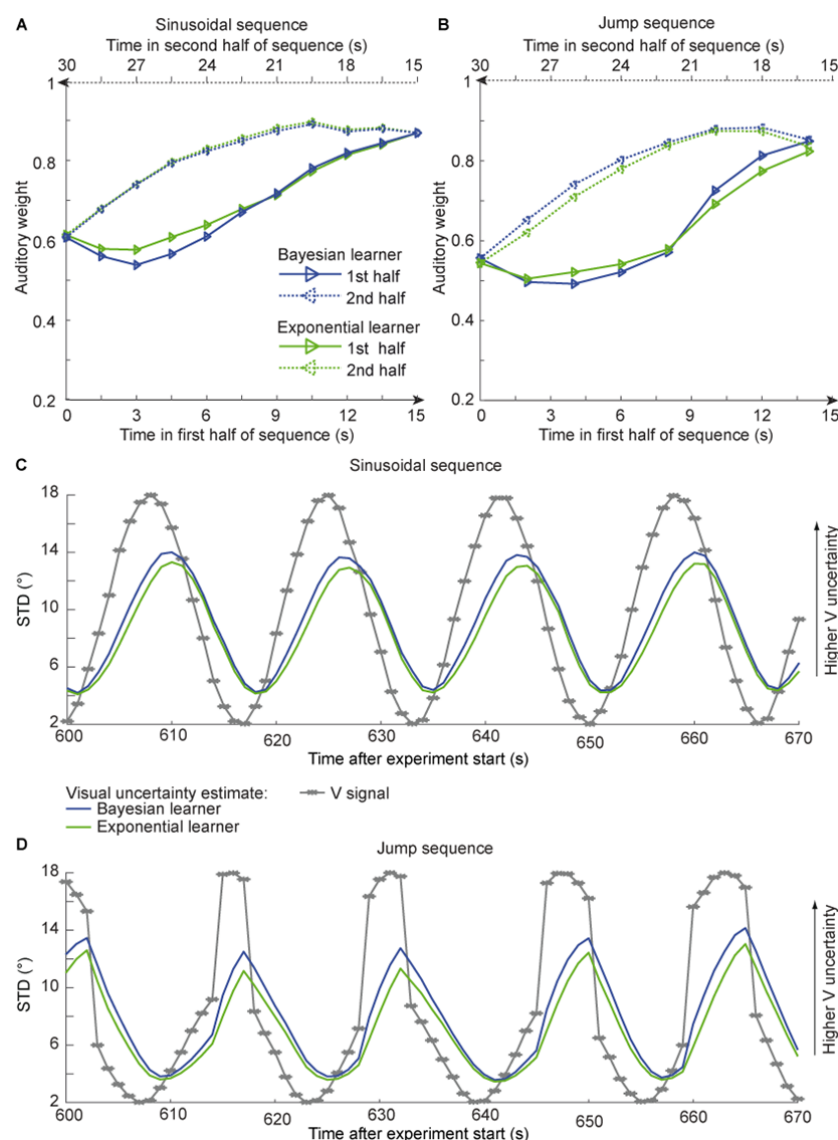 A
Sinusoidal sequence
Time in second half of sequence (s)
30 27 24 21 18 15
1
0.8
0.6
0.4
0.2
Auditory weight
Bayesian learner
1st half
2nd half
Exponential learner
1st half
2nd half
0 3 6 9 12 15
Time in first half of sequence (s)
B
Jump sequence
Time in second half of sequence (s)
30 27 24 21 18 15
1
0.8
0.6
0.4
0.2
Auditory weight
0 3 6 9 12 15
Time in first half of sequence (s)
C
Sinusoidal sequence
18
14
10
6
2
STD (°)
Higher V uncertainty
600 610 620 630 640 650 660 670
Time after experiment start (s)
Visual uncertainty estimate:
V signal
Bayesian learner
Exponential learner
D
Jump sequence
18
14
10
6
2
STD (°)
Higher V uncertainty
600 610 620 630 640 650 660 670
Time after experiment start (s)